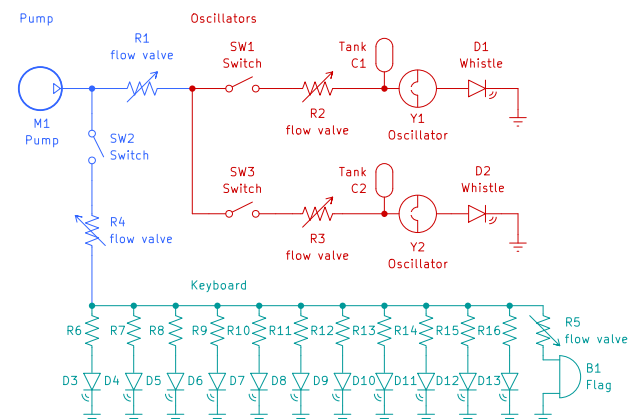 Pump
Oscillators
R1
flow valve
SW1
Switch
Tank
C1
D1
Whistle
M1
Pump
SW2
Switch
R2
flow valve
Y1
Oscillator
SW3
Switch
Tank
C2
D2
Whistle
R4
flow valve
R3
flow valve
Y2
Oscillator
Keyboard
R6 R7 R8 R9 R10 R11 R12 R13 R14 R15 R16
R5
flow valve
D3 D4 D5 D6 D7 D8 D9 D10 D11 D12 D13
B1
Flag